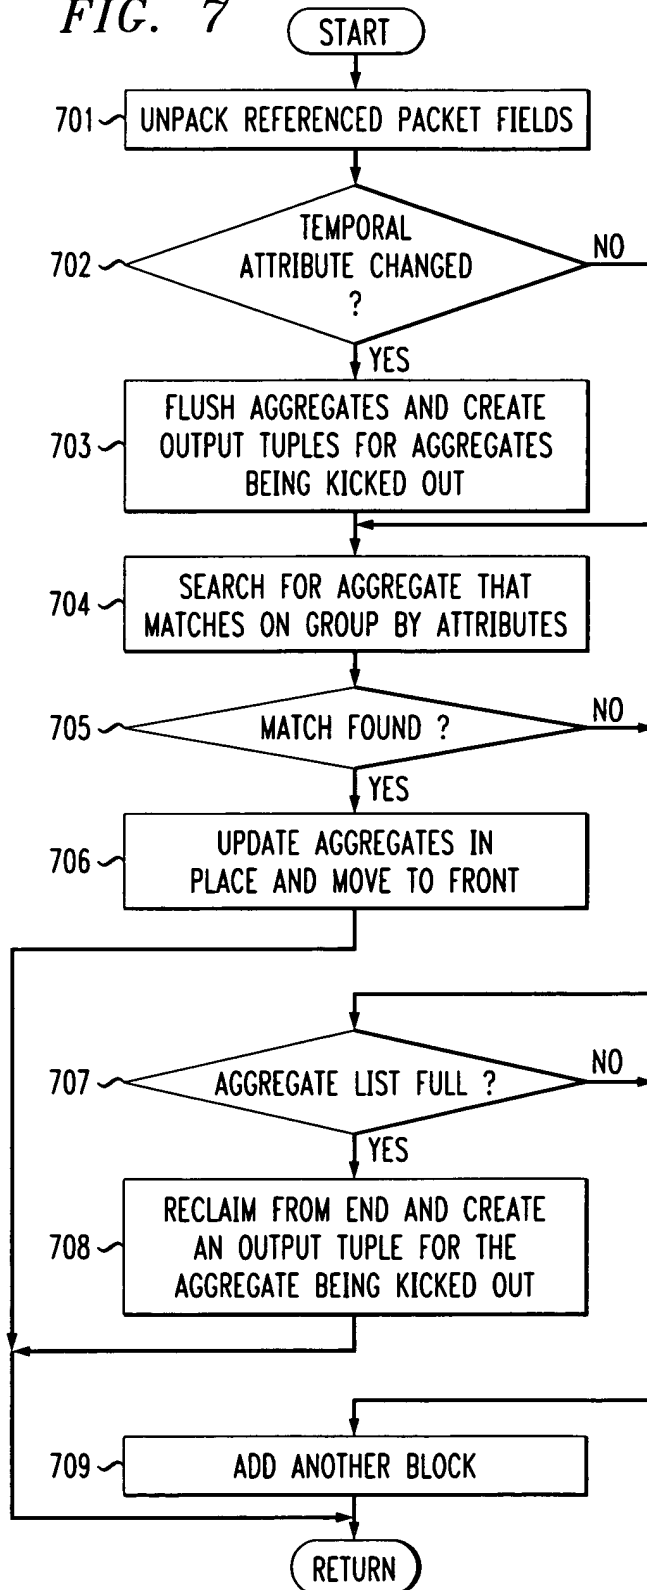 FIG. 7
START
701
UNPACK REFERENCED PACKET FIELDS
702
TEMPORAL
ATTRIBUTE CHANGED
?
NO
YES
703
FLUSH AGGREGATES AND CREATE
OUTPUT TUPLES FOR AGGREGATES
BEING KICKED OUT
704
SEARCH FOR AGGREGATE THAT
MATCHES ON GROUP BY ATTRIBUTES
705
MATCH FOUND ?
NO
YES
706
UPDATE AGGREGATES IN
PLACE AND MOVE TO FRONT
707
AGGREGATE LIST FULL ?
NO
YES
708
RECLAIM FROM END AND CREATE
AN OUTPUT TUPLE FOR THE
AGGREGATE BEING KICKED OUT
709
ADD ANOTHER BLOCK
RETURN